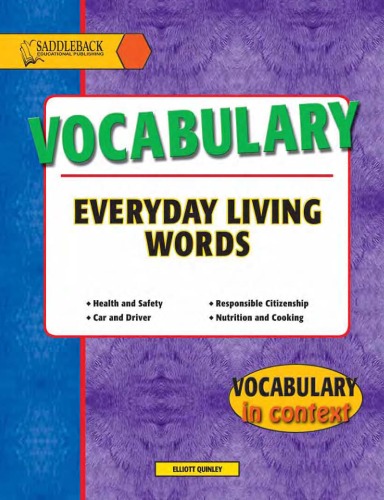 SADDLEBACK
EDUCATIONAL PUBLISHING
VOCABULARY
EVERYDAY LIVING
WORDS
Health and Safety
Car and Driver
Responsible Citizenship
Nutrition and Cooking
VOCABULARY
in context
ELLIOTT QUINLEY